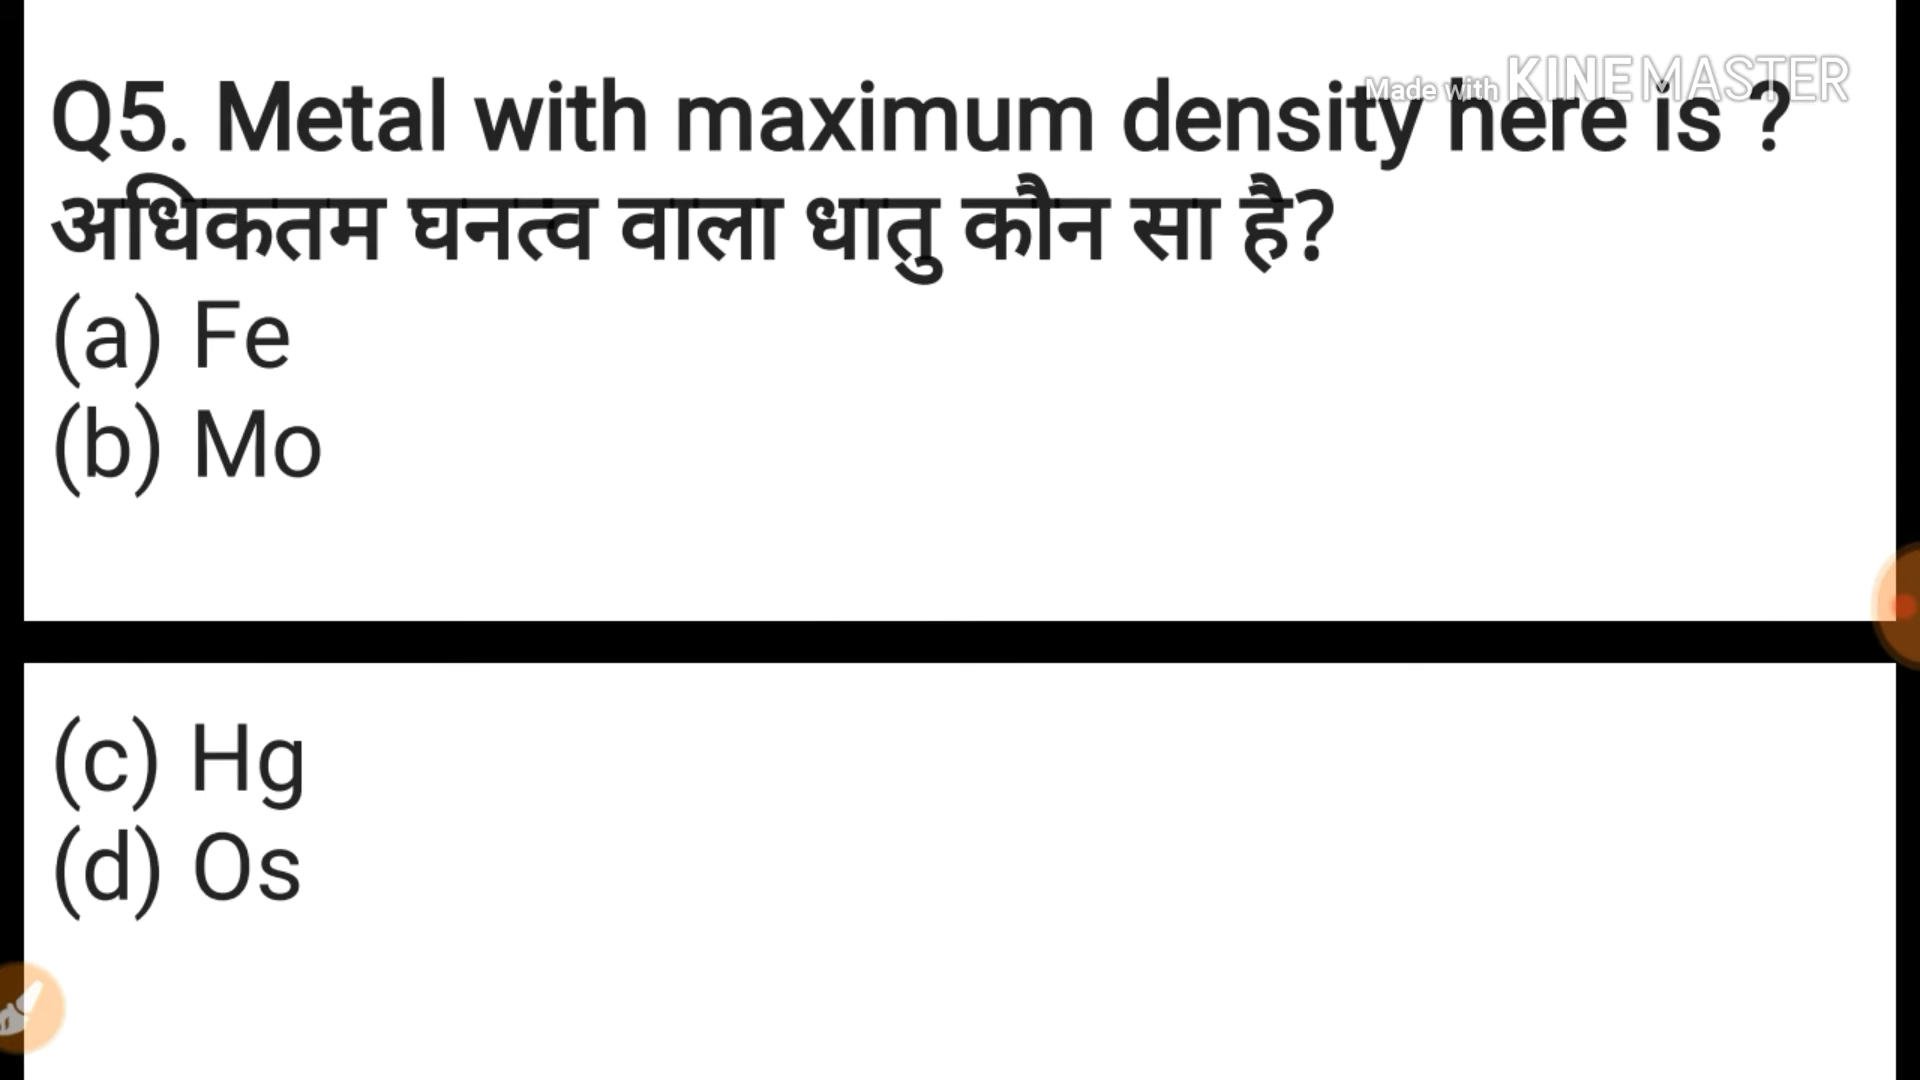 Made with KINEMASTER
Q5. Metal with maximum density here is ?
अधिकतम घनत्व वाला धातु कौन सा है?
(a) Fe
(b) Mo
(c) Hg
(d) Os